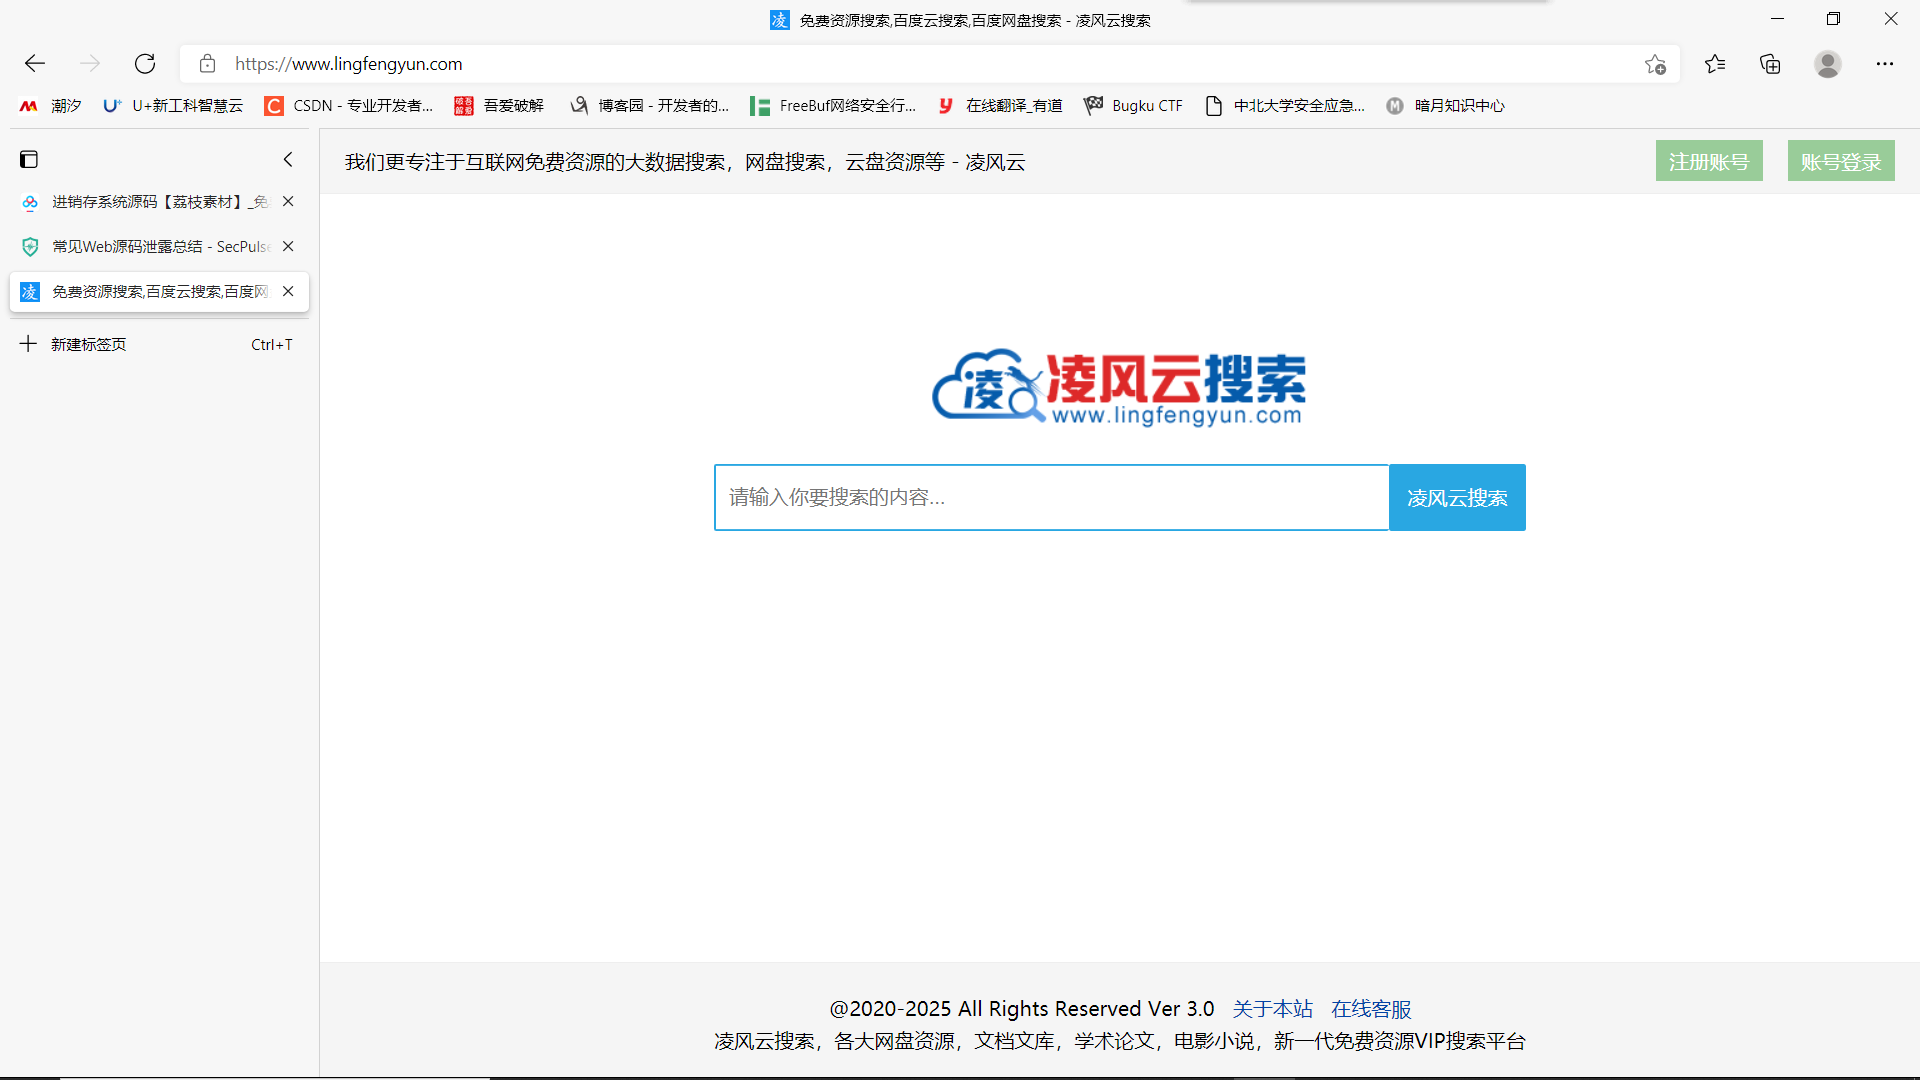 凌 免费资源搜索,百度云搜索,百度网盘搜索 - 凌风云搜索
https://www.lingfengyun.com
潮汐 U+ U+新工科智慧云 C CSDN - 专业开发者... 吾爱破解 吾爱破解 博客园 - 开发者的... FreeBuf网络安全行... y 在线翻译_有道 Bugku CTF 中北大学安全应急... M 暗月知识中心
我们更专注于互联网免费资源的大数据搜索，网盘搜索，云盘资源等 - 凌风云
注册账号 账号登录
进销存系统源码【荔枝素材】_免
常见Web源码泄露总结 - SecPulse
凌 免费资源搜索,百度云搜索,百度网
新建标签页 Ctrl+T
凌 凌风云搜索
www.lingfengyun.com
请输入你要搜索的内容... 凌风云搜索
@2020-2025 All Rights Reserved Ver 3.0 关于本站 在线客服
凌风云搜索，各大网盘资源，文档文库，学术论文，电影小说，新一代免费资源VIP搜索平台